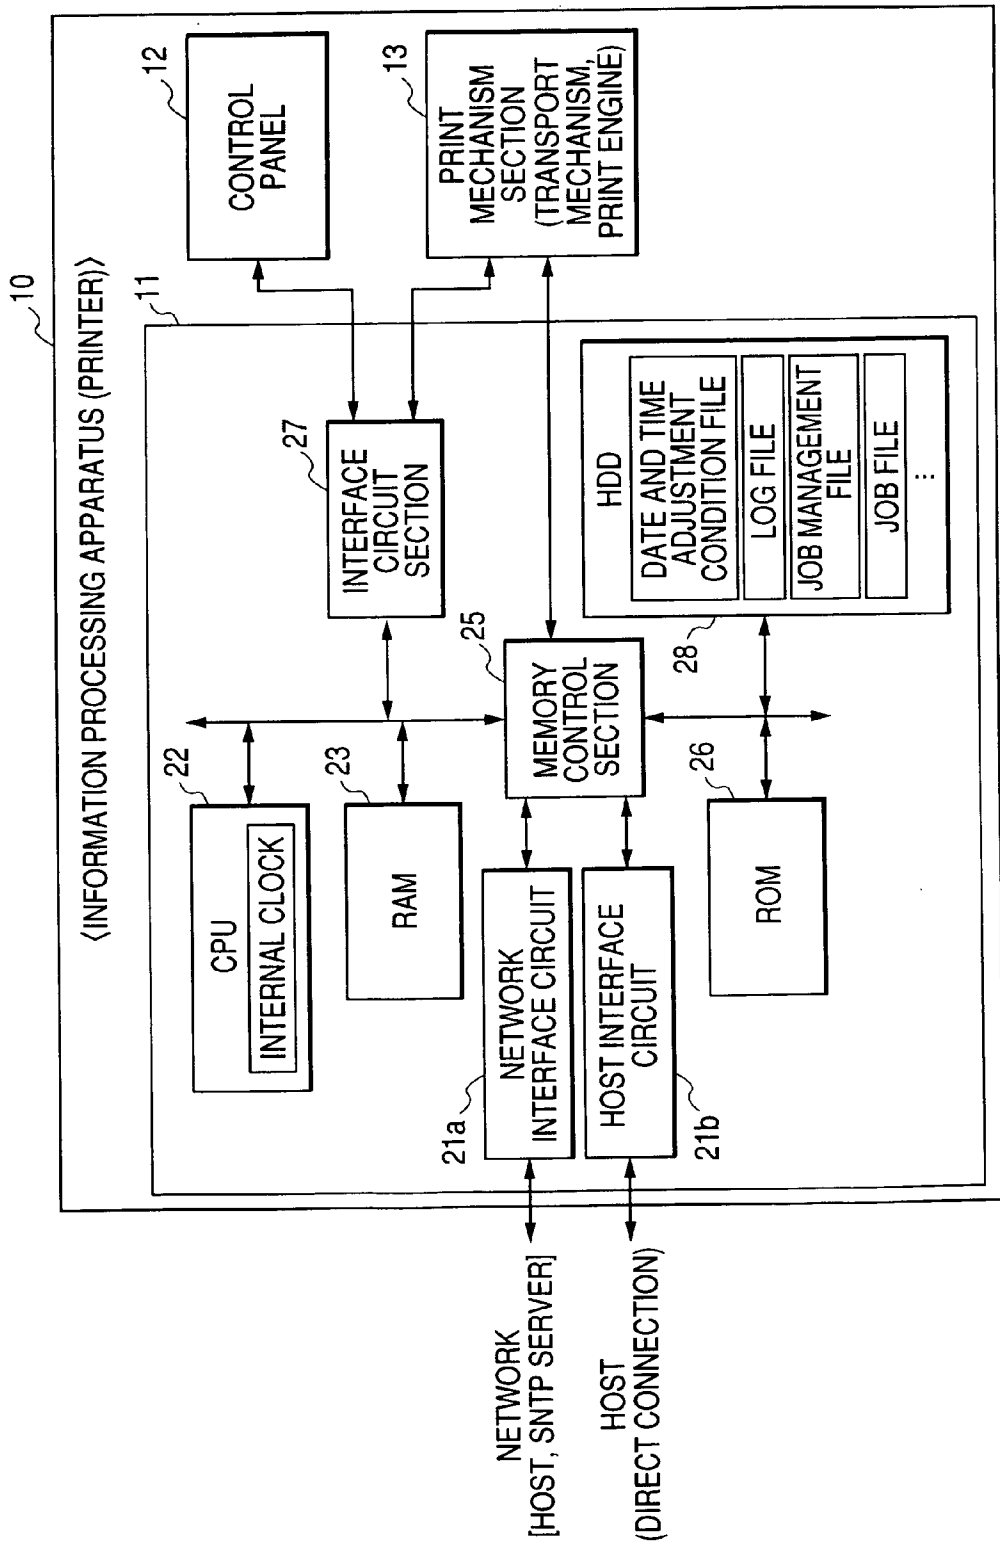 10
〈INFORMATION PROCESSING APPARATUS (PRINTER)〉
11
22
CPU
INTERNAL CLOCK
23
RAM
27
INTERFACE
CIRCUIT
SECTION
12
CONTROL
PANEL
13
PRINT
MECHANISM
SECTION
(TRANSPORT
MECHANISM,
PRINT ENGINE)
21a
NETWORK
INTERFACE CIRCUIT
HOST INTERFACE
CIRCUIT
21b
25
MEMORY
CONTROL
SECTION
NETWORK
[HOST, SNTP SERVER]
HOST
(DIRECT CONNECTION)
26
ROM
28
HDD
DATE AND TIME
ADJUSTMENT
CONDITION FILE
LOG FILE
JOB MANAGEMENT
FILE
JOB FILE
...